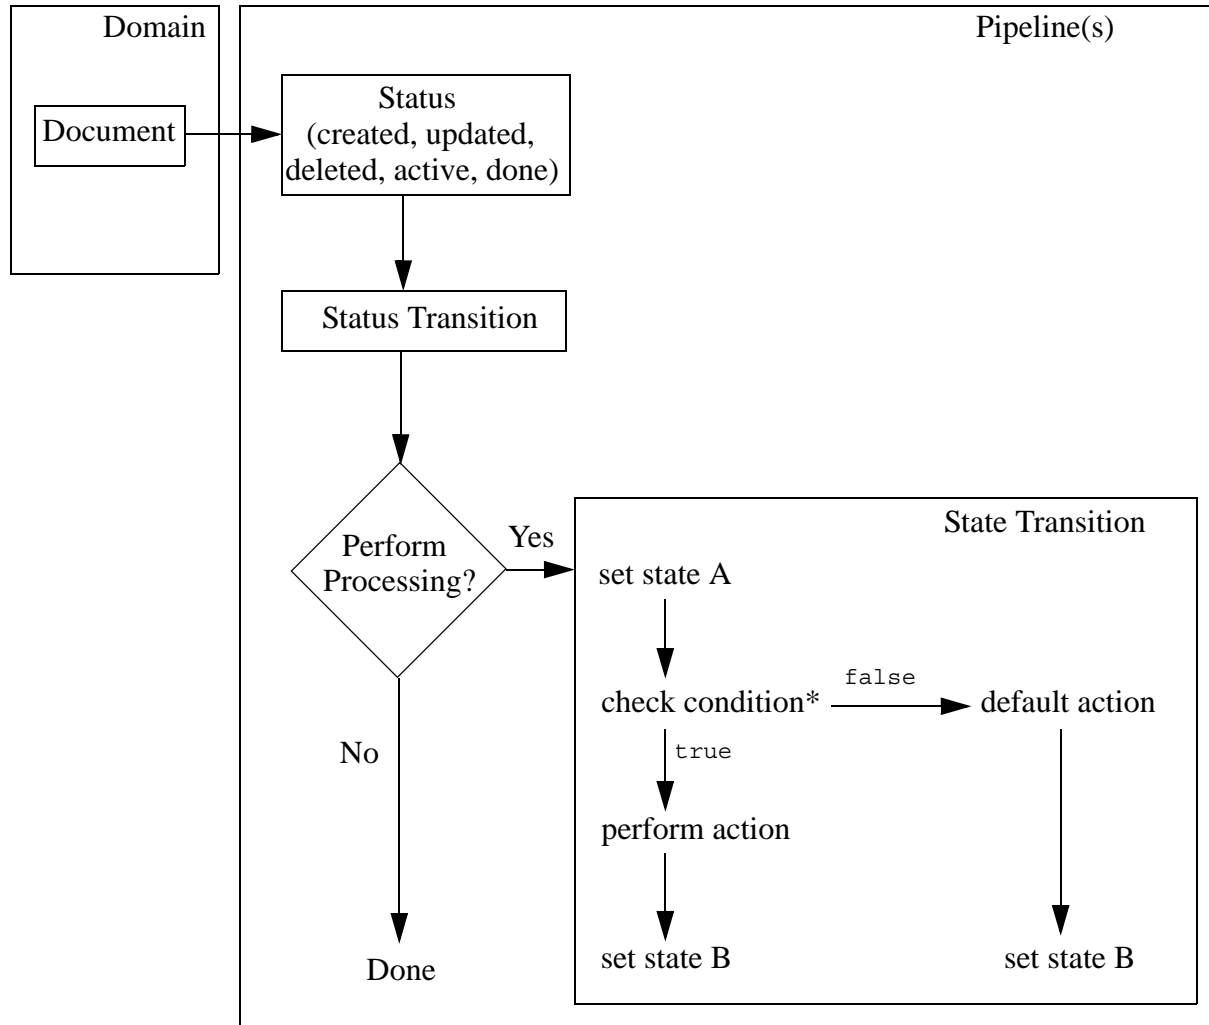 Domain
Pipeline(s)
Document
Status
(created, updated,
deleted, active, done)
Status Transition
Perform
Processing?
Yes
No
Done
State Transition
set state A
check condition*
false
default action
true
perform action
set state B
set state B